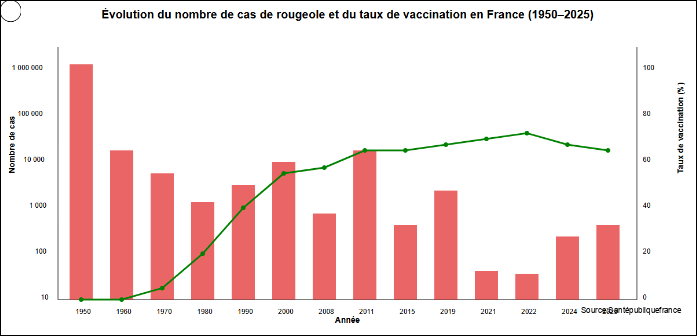 Évolution du nombre de cas de rougeole et du taux de vaccination en France (1950–2025)
1 000 000
100 000
10 000
1 000
100
10
Nombre de cas
100
80
60
40
20
0
Taux de vaccination (% )
1950 1960 1970 1980 1990 2000 2008 2011 2015 2019 2021 2022 2024
Source Santépubliquefrance
Année